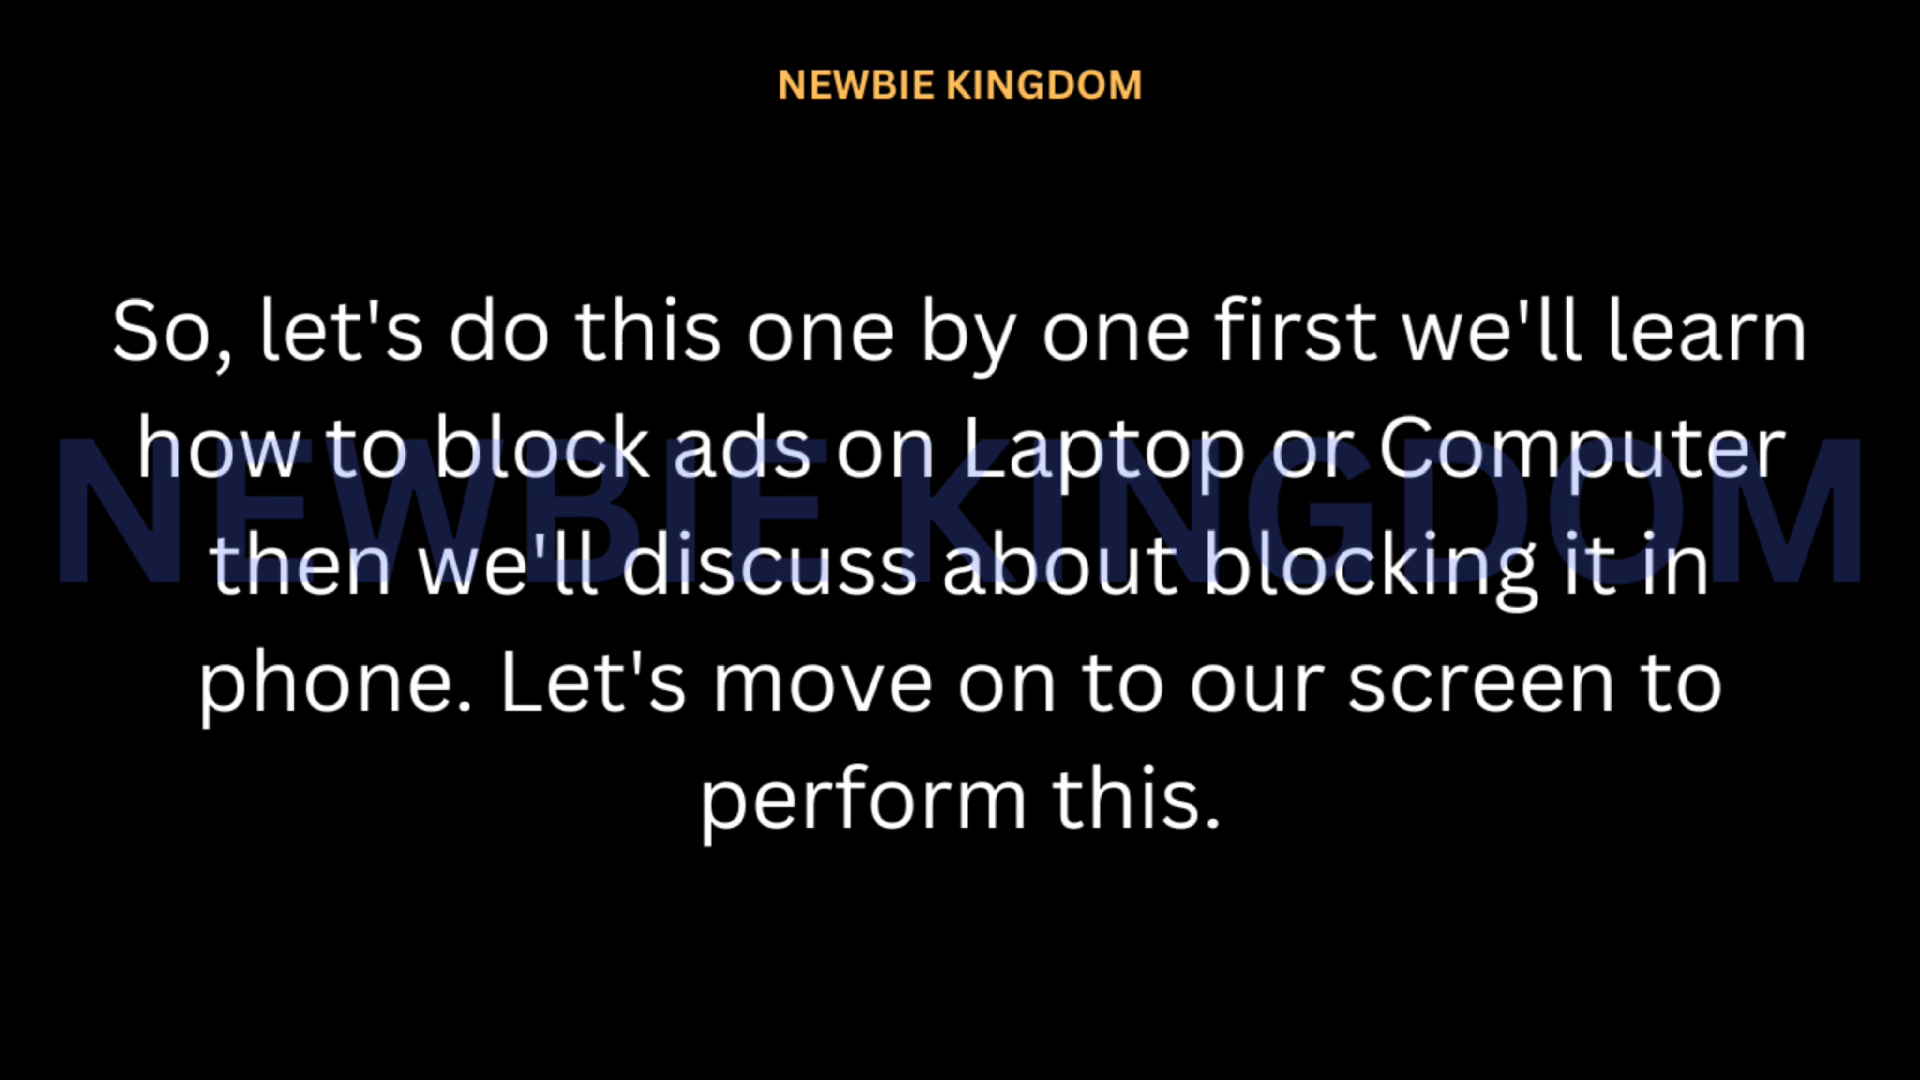 NEWBIE KINGDOM
So, let's do this one by one first we'll learn
how to block ads on Laptop or Computer
NEWBIE KINGDOM
then we'll discuss about blocking it in
phone. Let's move on to our screen to
perform this.